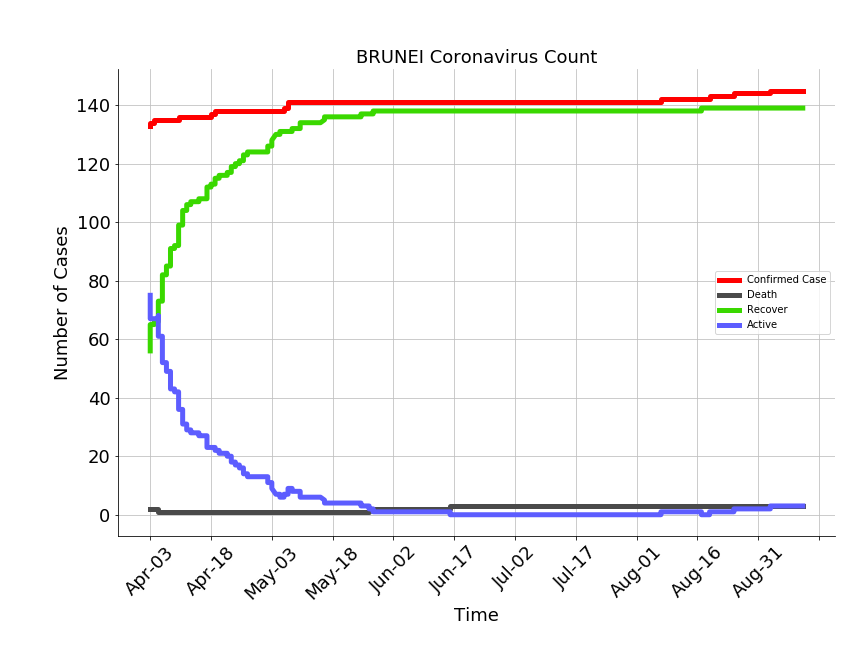 BRUNEI Coronavirus Count
Number of Cases
140
120
100
80
60
40
20
0
Confirmed Case
Death
Recover
Active
Apr-03
Apr-18
May-03
May-18
Jun-02
Jun-17
Jul-02
Jul-17
Aug-01
Aug-16
Aug-31
Time